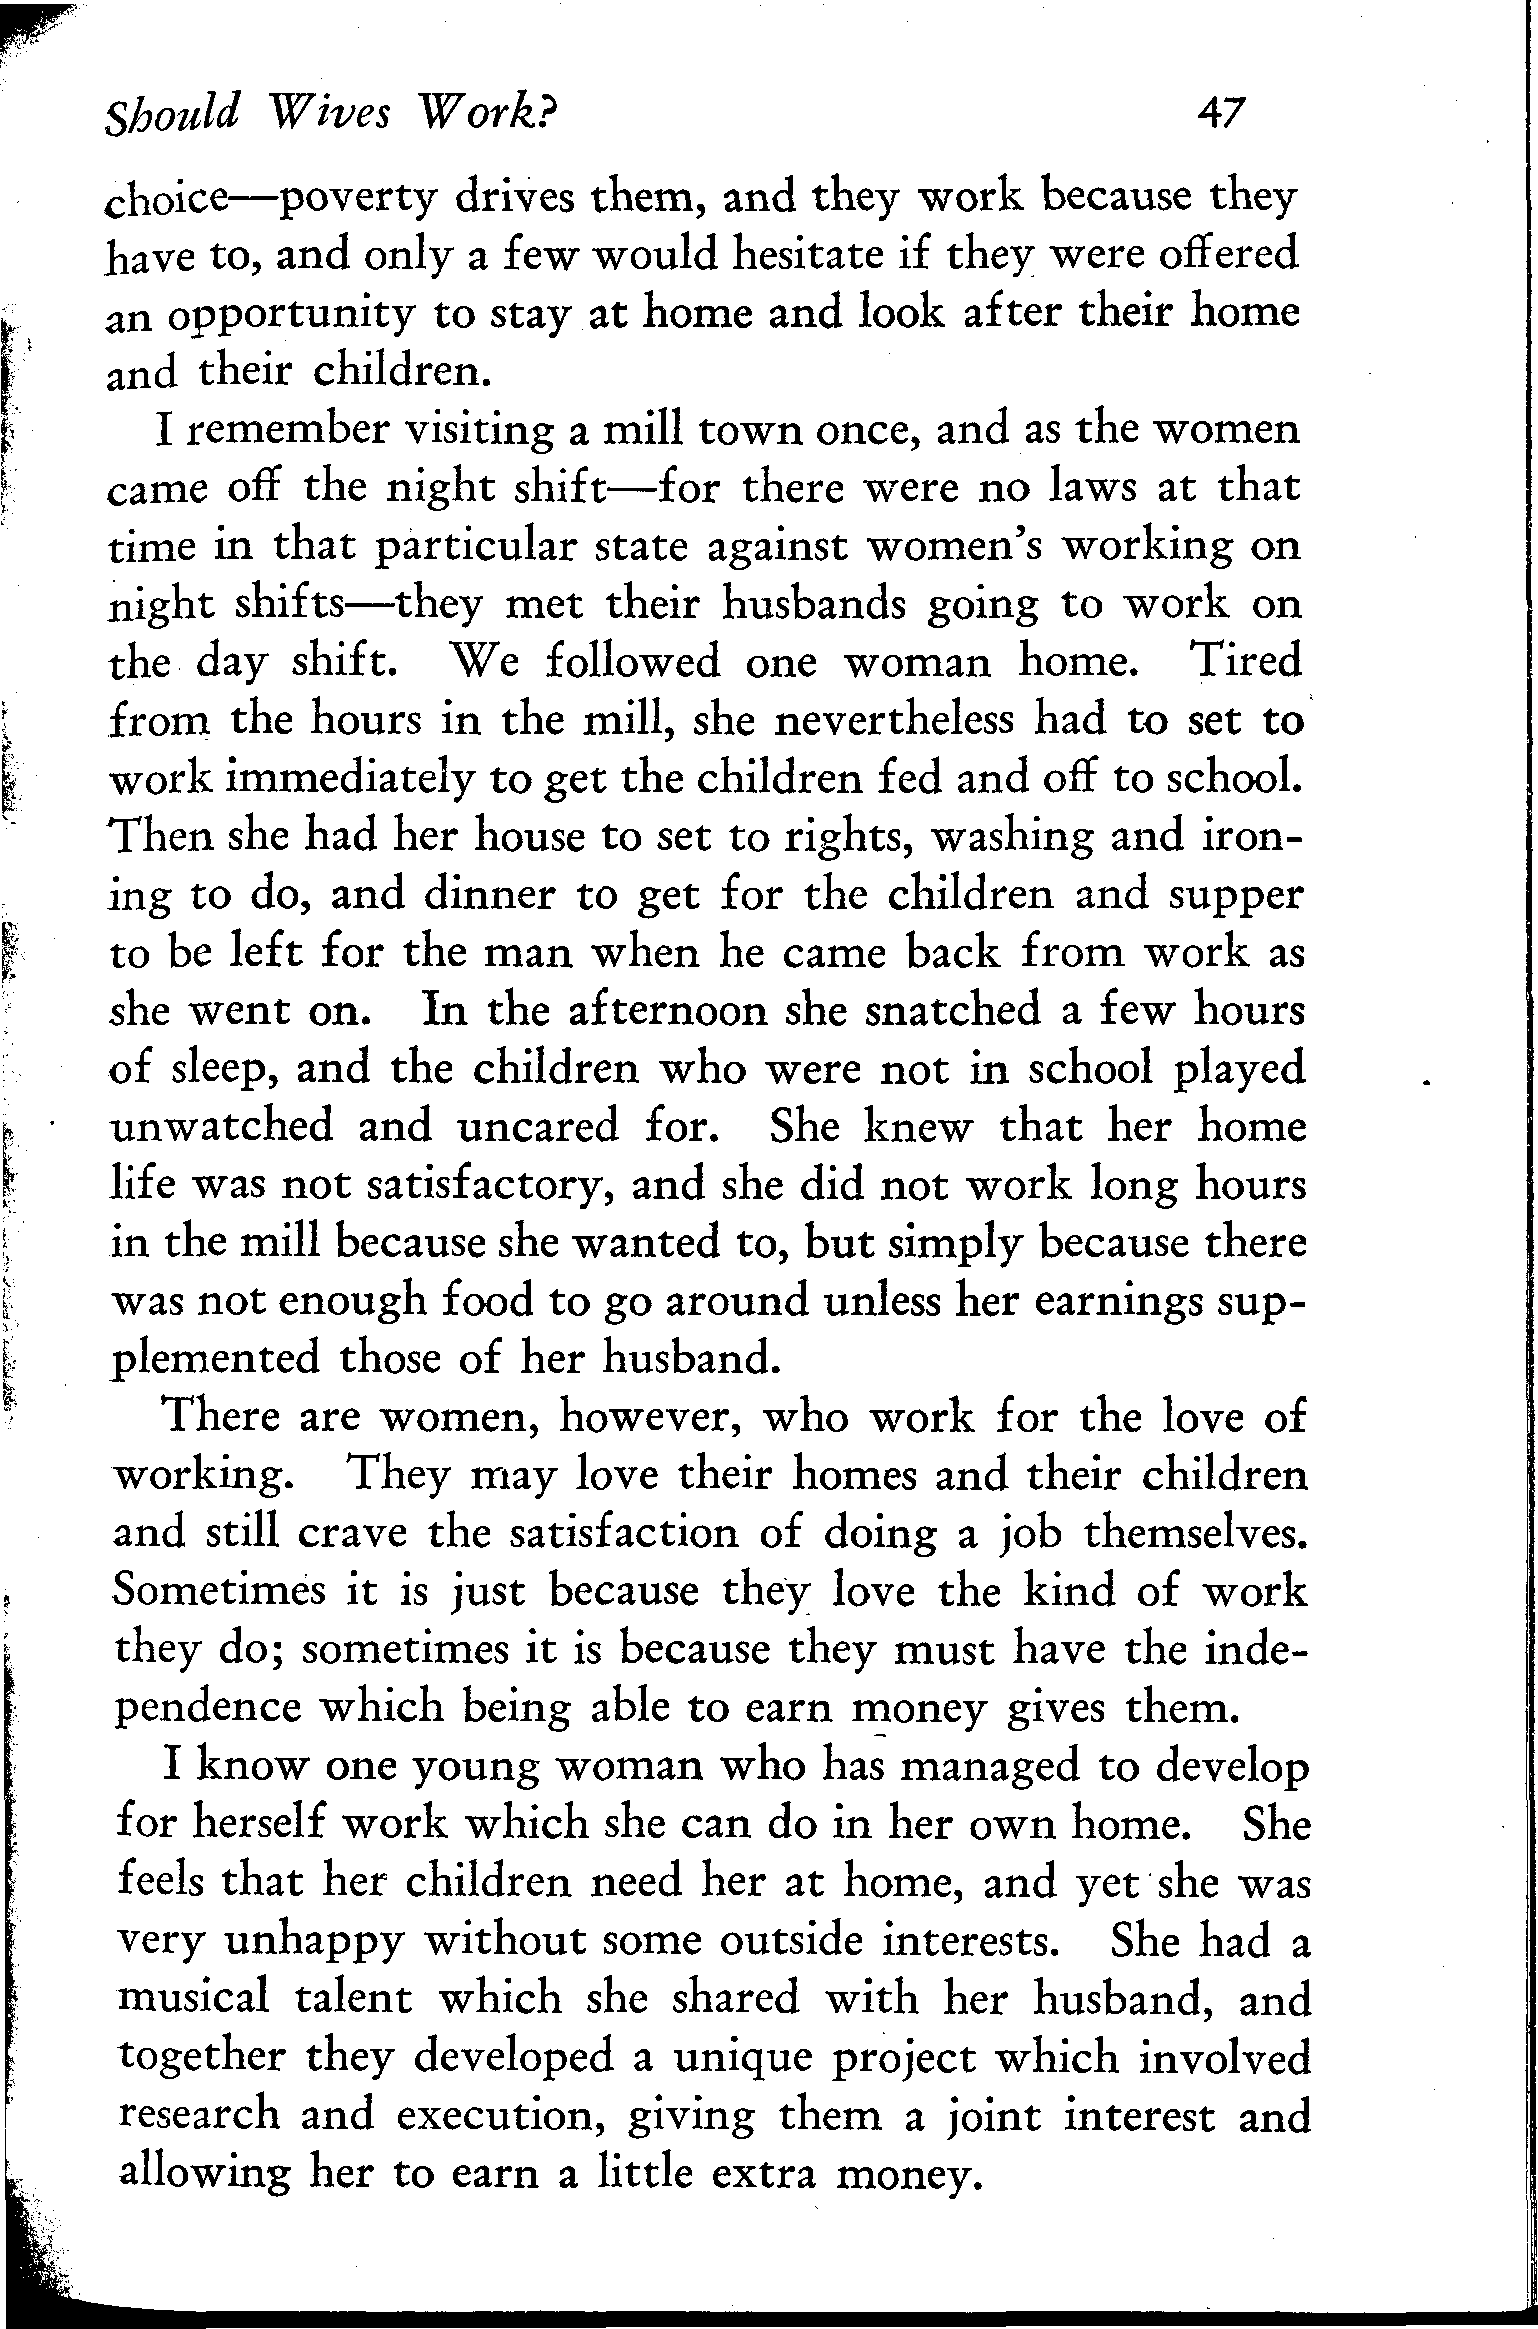 Should Wives Work? 47
choice—poverty drives them, and they work because they
have to, and only a few would hesitate if they were offered
an opportunity to stay at home and look after their home
and their children.
I remember visiting a mill town once, and as the women
came off the night shift—for there were no laws at that
time in that particular state against women's working on
night shifts—they met their husbands going to work on
the day shift. We followed one woman home. Tired
from the hours in the mill, she nevertheless had to set to
work immediately to get the children fed and off to school.
Then she had her house to set to rights, washing and iron-
ing to do, and dinner to get for the children and supper
to be left for the man when he came back from work as
she went on. In the afternoon she snatched a few hours
of sleep, and the children who were not in school played
unwatched and uncared for. She knew that her home
life was not satisfactory, and she did not work long hours
in the mill because she wanted to, but simply because there
was not enough food to go around unless her earnings sup-
plemented those of her husband.
There are women, however, who work for the love of
working. They may love their homes and their children
and still crave the satisfaction of doing a job themselves.
Sometimes it is just because they love the kind of work
they do; sometimes it is because they must have the inde-
pendence which being able to earn money gives them.
I know one young woman who has managed to develop
for herself work which she can do in her own home. She
feels that her children need her at home, and yet she was
very unhappy without some outside interests. She had a
musical talent which she shared with her husband, and
together they developed a unique project which involved
research and execution, giving them a joint interest and
allowing her to earn a little extra money.